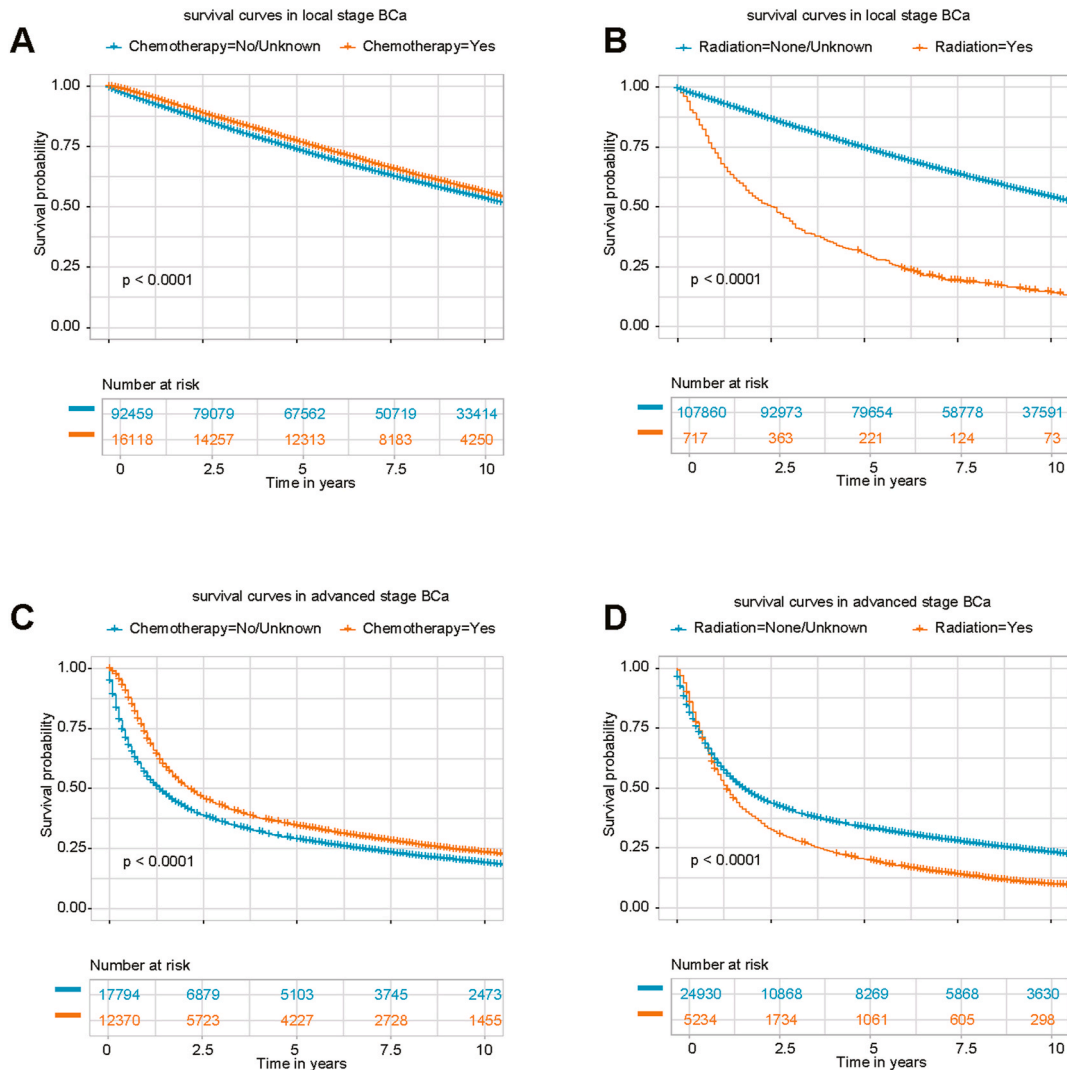 survival curves in local stage BCa
A
Chemotherapy=No/Unknown Chemotherapy=Yes
1.00
0.75
0.50
0.25
0.00
Survival probability
p < 0.0001
Number at risk
92459 79079 67562 50719 33414
16118 14257 12313 8183 4250
0 2.5 5 7.5 10
Time in years
survival curves in local stage BCa
B
Radiation=None/Unknown Radiation=Yes
1.00
0.75
0.50
0.25
0.00
Survival probability
p < 0.0001
Number at risk
107860 92973 79654 58778 37591
717 363 221 124 73
0 2.5 5 7.5 10
Time in years
survival curves in advanced stage BCa
C
Chemotherapy=No/Unknown Chemotherapy=Yes
1.00
0.75
0.50
0.25
0.00
Survival probability
p < 0.0001
Number at risk
17794 6879 5103 3745 2473
12370 5723 4227 2728 1455
0 2.5 5 7.5 10
Time in years
survival curves in advanced stage BCa
D
Radiation=None/Unknown Radiation=Yes
1.00
0.75
0.50
0.25
0.00
Survival probability
p < 0.0001
Number at risk
24930 10868 8269 5868 3630
5234 1734 1061 605 298
0 2.5 5 7.5 10
Time in years